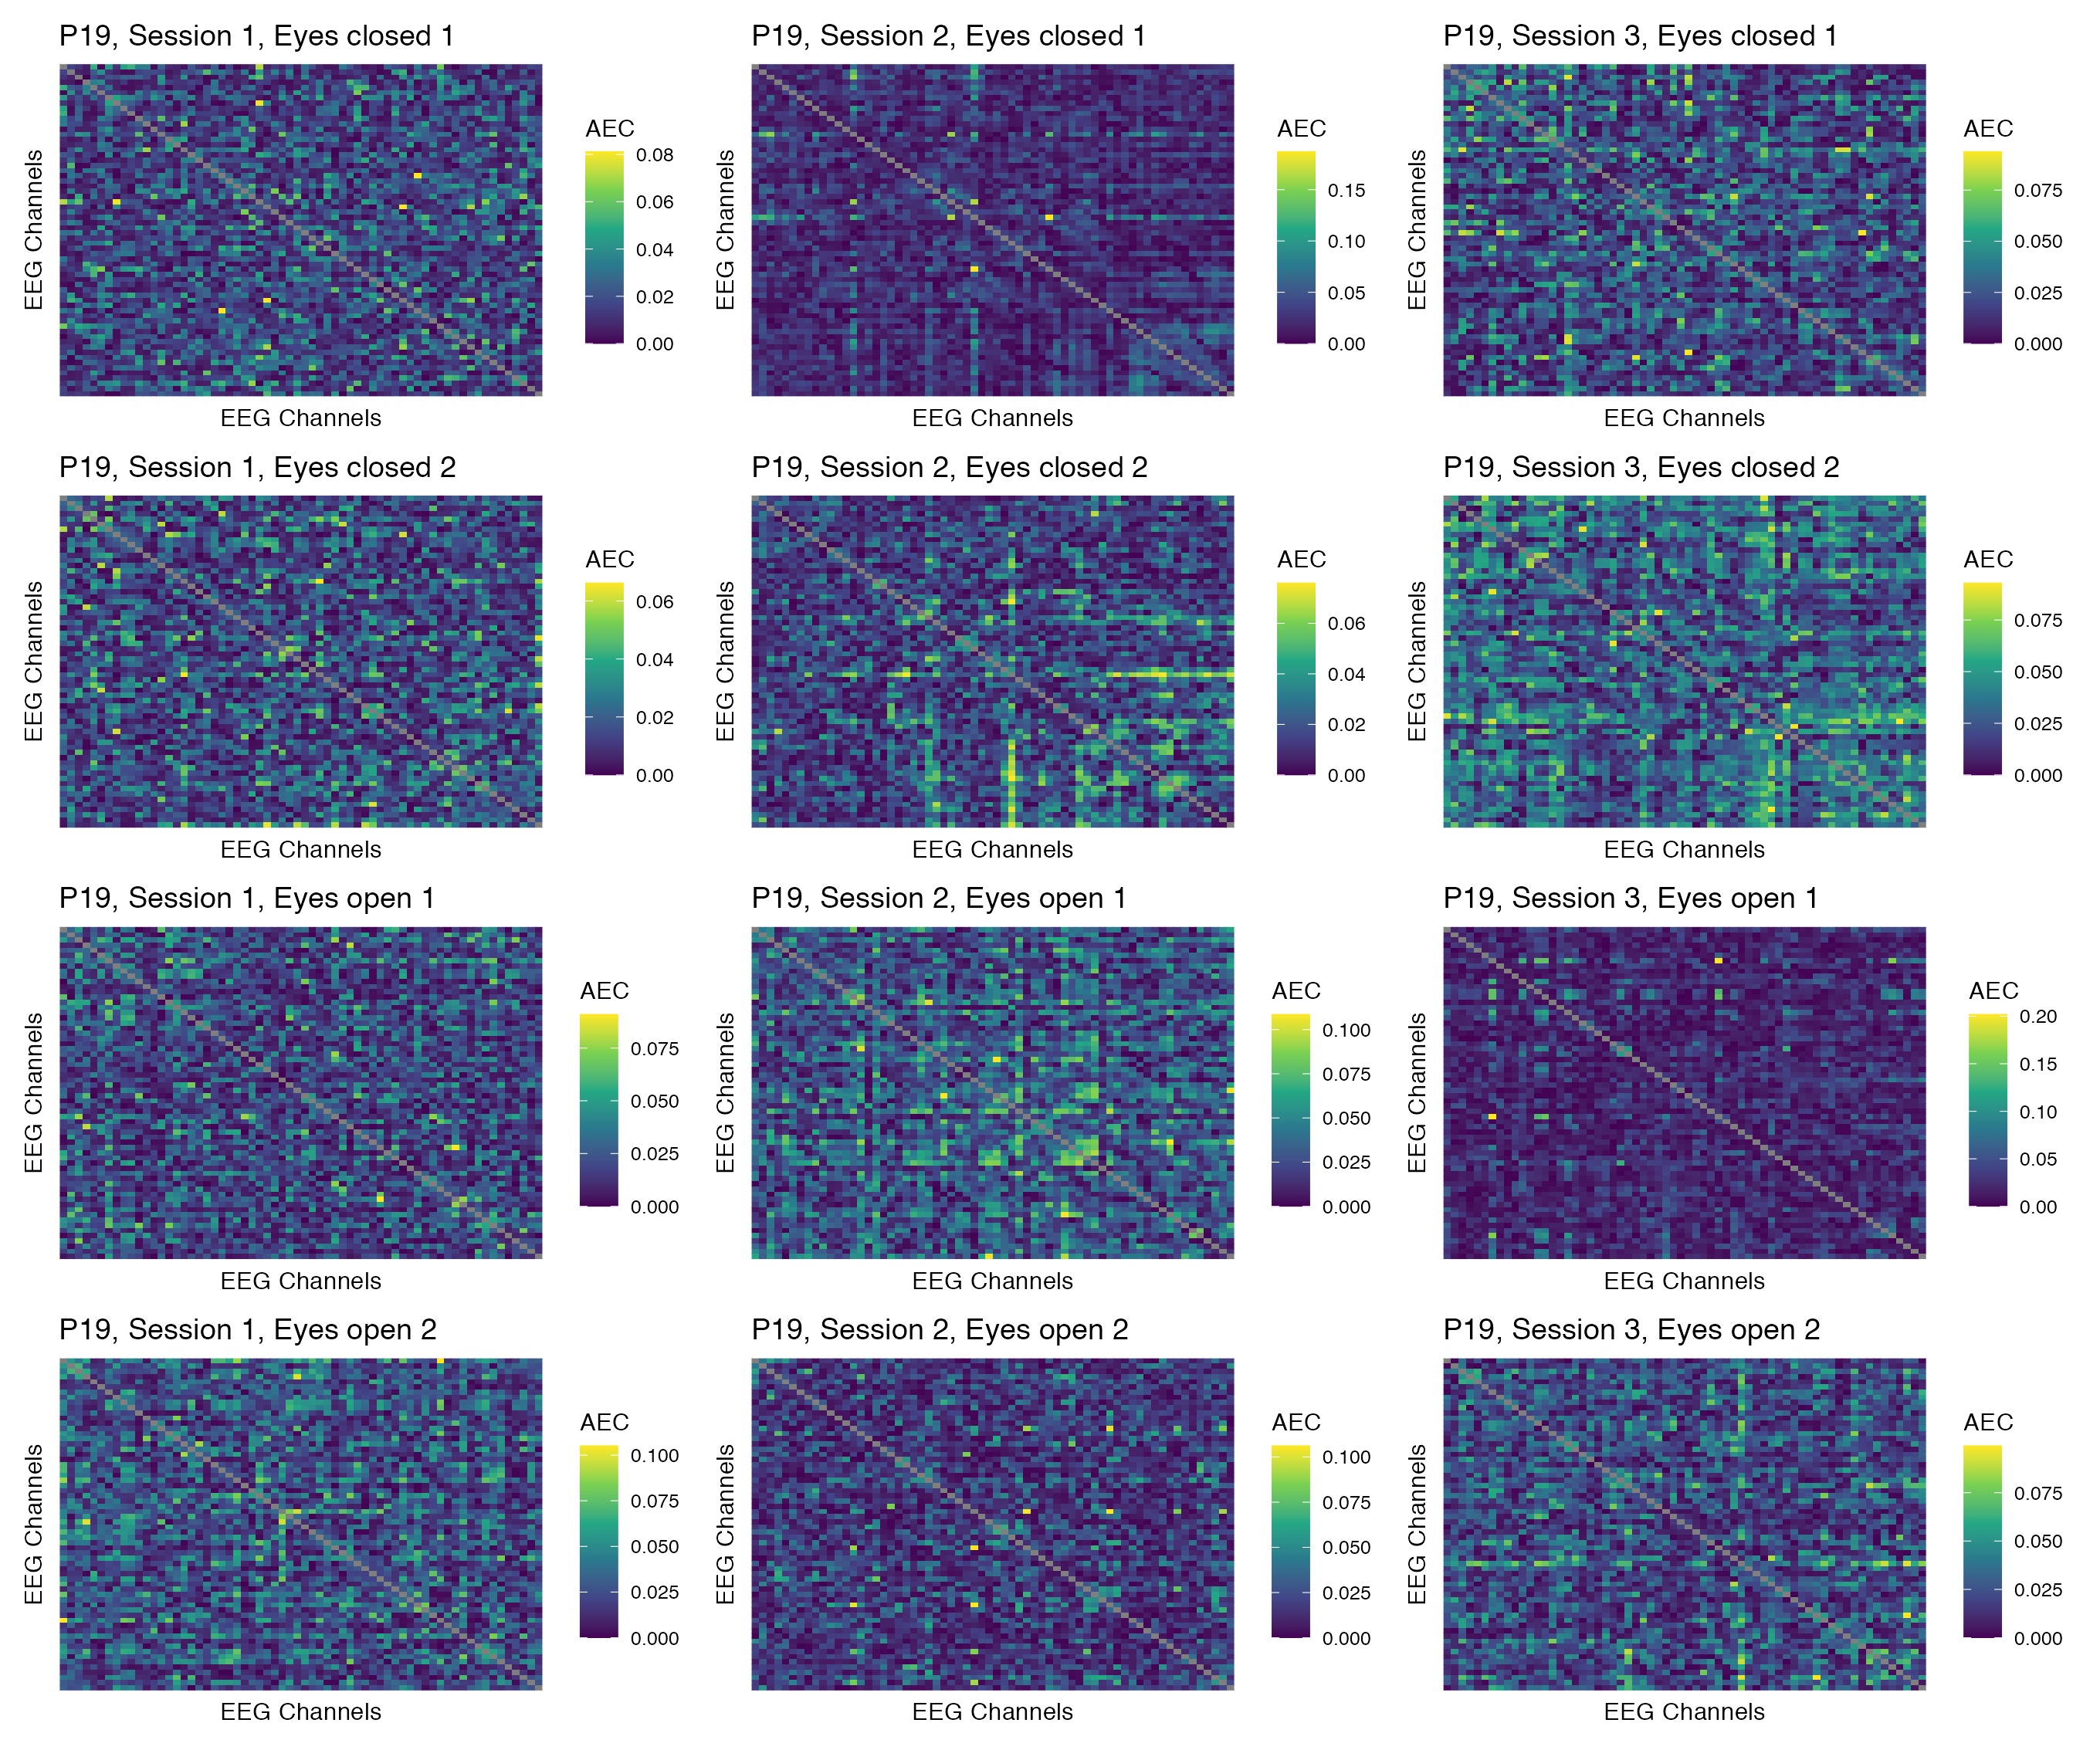 P19, Session 1, Eyes closed 1
P19, Session 2, Eyes closed 1
P19, Session 3, Eyes closed 1
EEG Channels
EEG Channels
AEC
0.08
0.06
0.04
0.02
0.00
EEG Channels
EEG Channels
AEC
0.15
0.10
0.05
0.00
EEG Channels
EEG Channels
AEC
0.075
0.050
0.025
0.000
P19, Session 1, Eyes closed 2
P19, Session 2, Eyes closed 2
P19, Session 3, Eyes closed 2
EEG Channels
EEG Channels
AEC
0.06
0.04
0.02
0.00
EEG Channels
EEG Channels
AEC
0.06
0.04
0.02
0.00
EEG Channels
EEG Channels
AEC
0.075
0.050
0.025
0.000
P19, Session 1, Eyes open 1
P19, Session 2, Eyes open 1
P19, Session 3, Eyes open 1
EEG Channels
EEG Channels
AEC
0.075
0.050
0.025
0.000
EEG Channels
EEG Channels
AEC
0.100
0.075
0.050
0.025
0.000
EEG Channels
EEG Channels
AEC
0.20
0.15
0.10
0.05
0.00
P19, Session 1, Eyes open 2
P19, Session 2, Eyes open 2
P19, Session 3, Eyes open 2
EEG Channels
EEG Channels
AEC
0.100
0.075
0.050
0.025
0.000
EEG Channels
EEG Channels
AEC
0.100
0.075
0.050
0.025
0.000
EEG Channels
EEG Channels
AEC
0.075
0.050
0.025
0.000